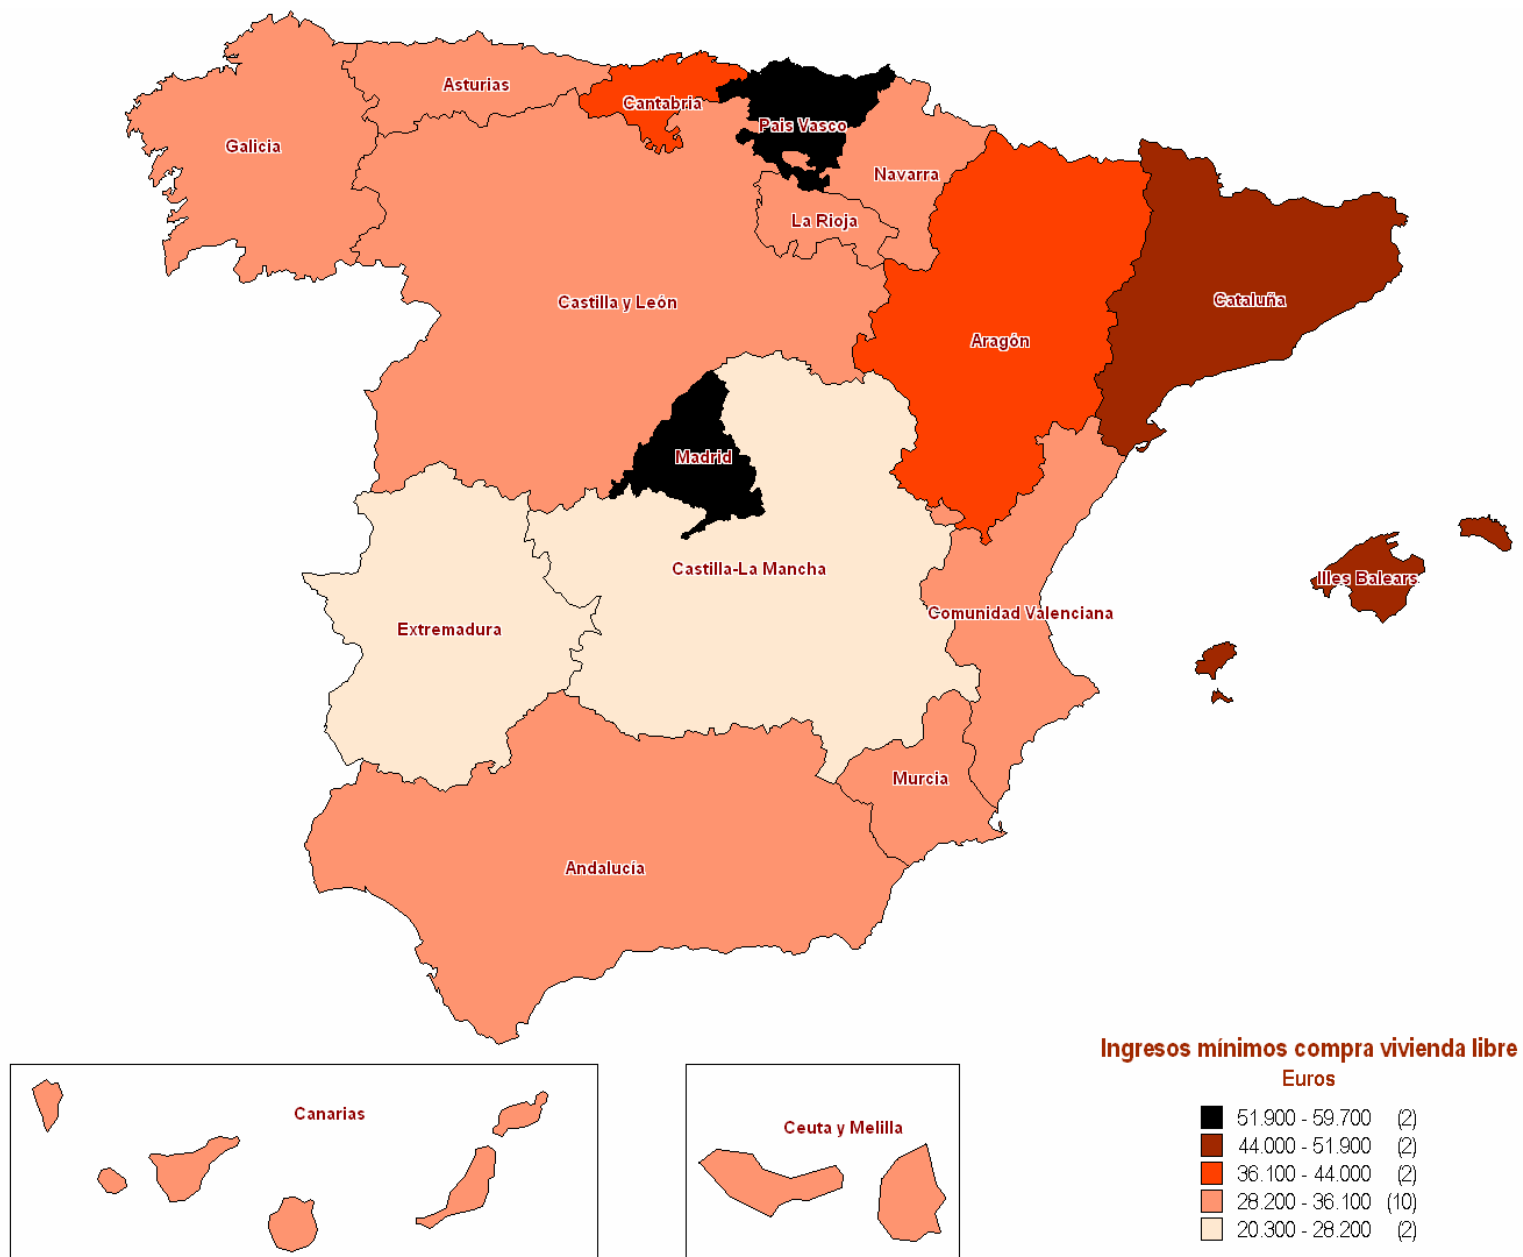 Asturias
Cantabria
Pais Vasco
Galicia
Navarra
La Rioja
Castilla y León
Cataluña
Aragón
Madrid
Castilla-La Mancha
Illes Balears
Comunidad Valenciana
Extremadura
Murcia
Andalucía
Canarias
Ceuta y Melilla
Ingresos mínimos compra vivienda libre
Euros
51.900 - 59.700 (2)
44.000 - 51.900 (2)
36.100 - 44.000 (2)
28.200 - 36.100 (10)
20.300 - 28.200 (2)